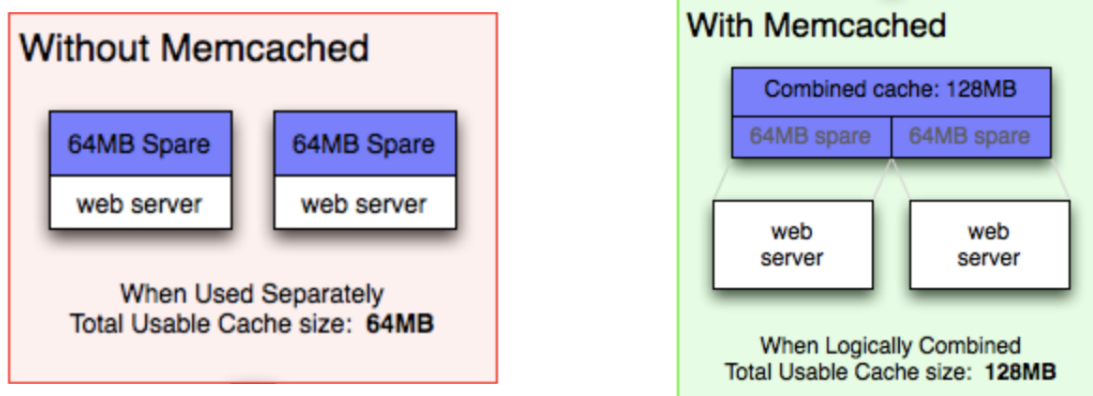 Without Memcached
64MB Spare
web server
64MB Spare
web server
When Used Separately
Total Usable Cache size: 64MB
With Memcached
Combined cache: 128MB
64MB spare
64MB spare
web
server
web
server
When Logically Combined
Total Usable Cache size: 128MB